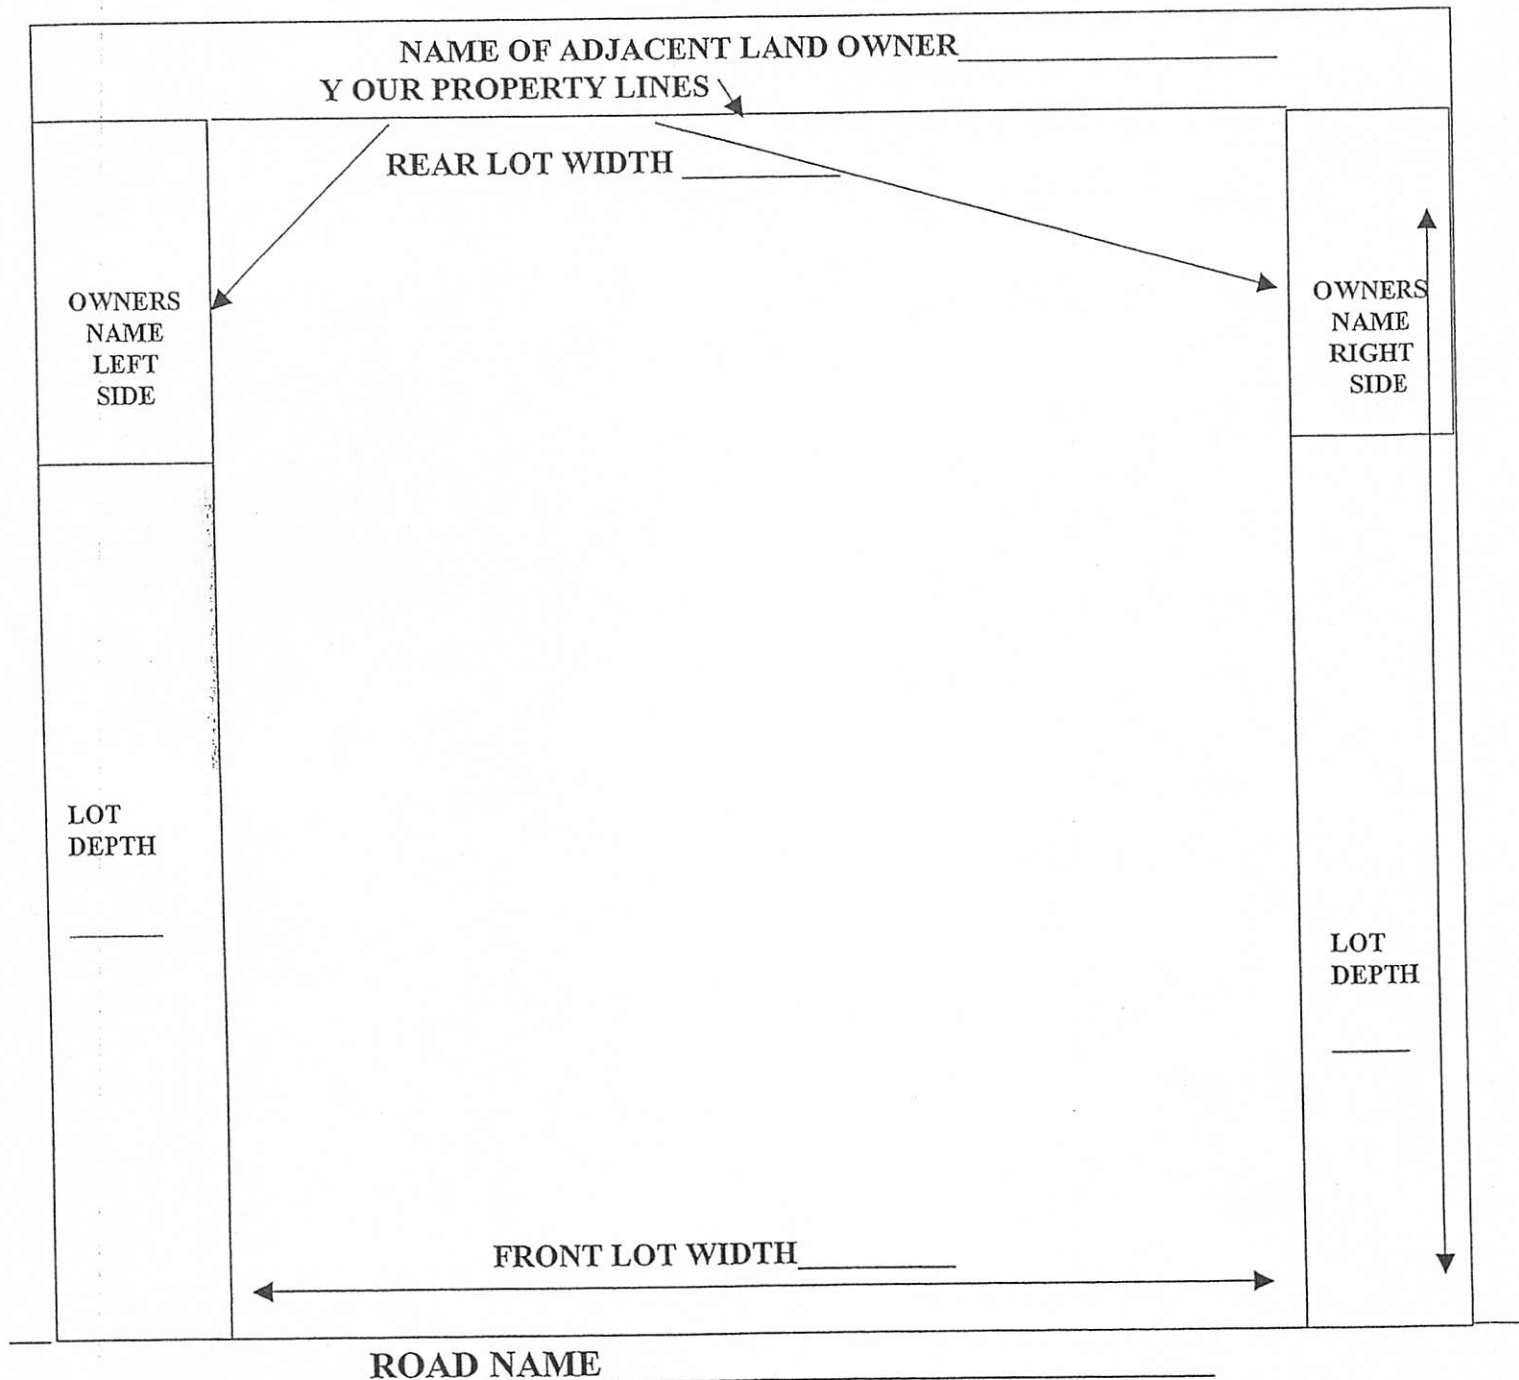 NAME OF ADJACENT LAND OWNER
Y OUR PROPERTY LINES
REAR LOT WIDTH
OWNERS
NAME
LEFT
SIDE
OWNERS
NAME
RIGHT
SIDE
LOT
DEPTH
LOT
DEPTH
FRONT LOT WIDTH
ROAD NAME